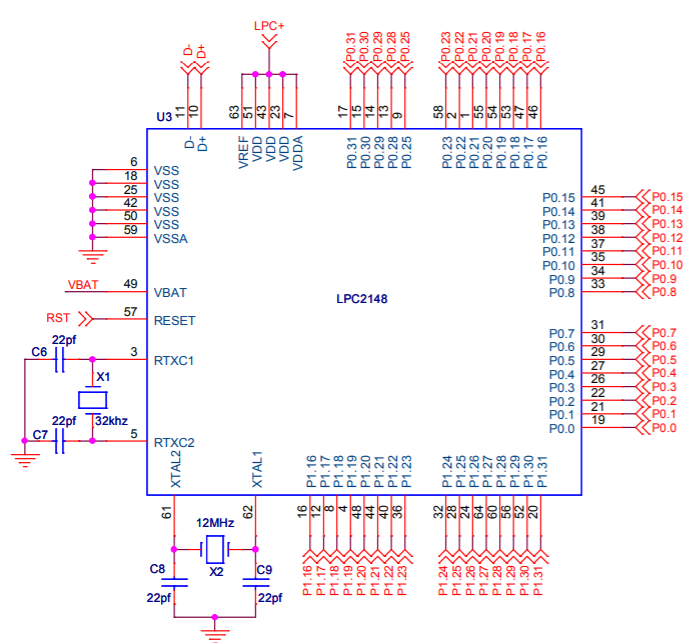 LPC+
D-
D+
P0.31
P0.30
P0.29
P0.28
P0.25
P0.23
P0.22
P0.21
P0.20
P0.19
P0.18
P0.17
P0.16
U3
11
10
63
51
43
23
7
17
15
14
13
9
58
2
1
55
54
53
47
46
D-
D+
VREF
VDD
VDD
VDD
VDDA
P0.31
P0.30
P0.29
P0.28
P0.25
P0.23
P0.22
P0.21
P0.20
P0.19
P0.18
P0.17
P0.16
6 VSS
18 VSS
25 VSS
42 VSS
50 VSS
59 VSSA
P0.15 45 P0.15
P0.14 41 P0.14
P0.13 39 P0.13
P0.12 38 P0.12
P0.11 37 P0.11
P0.10 35 P0.10
P0.9 34 P0.9
P0.8 33 P0.8
VBAT 49 VBAT
LPC2148
RST 57 RESET
P0.7 31 P0.7
P0.6 30 P0.6
P0.5 29 P0.5
P0.4 27 P0.4
P0.3 26 P0.3
P0.2 22 P0.2
P0.1 21 P0.1
P0.0 19 P0.0
22pf
C6
3 RTXC1
X1
32khz
22pf
C7
5 RTXC2
XTAL2
XTAL1
P1.16
P1.17
P1.18
P1.19
P1.20
P1.21
P1.22
P1.23
P1.24
P1.25
P1.26
P1.27
P1.28
P1.29
P1.30
P1.31
61
62
16
12
8
4
48
44
40
36
32
28
24
64
60
56
52
20
12MHz
X2
C8
22pf
C9
22pf
P1.16
P1.17
P1.18
P1.19
P1.20
P1.21
P1.22
P1.23
P1.24
P1.25
P1.26
P1.27
P1.28
P1.29
P1.30
P1.31